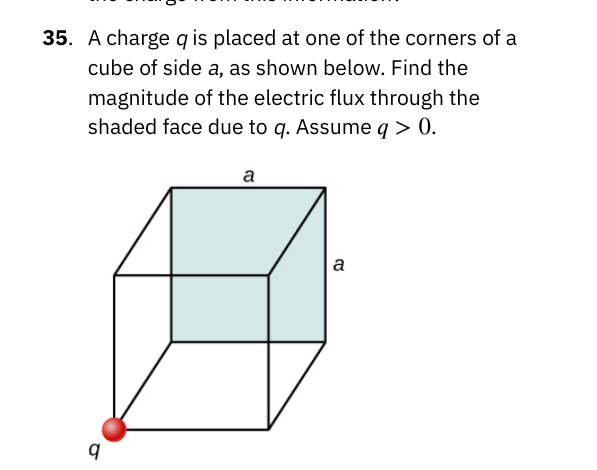 35. A charge q is placed at one of the corners of a
cube of side a, as shown below. Find the
magnitude of the electric flux through the
shaded face due to q. Assume q > 0.
a
a
q